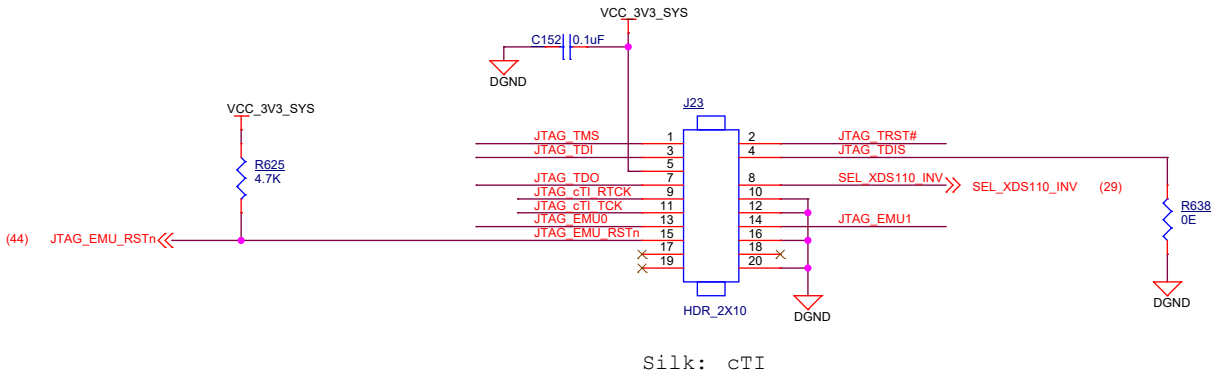 VCC_3V3_SYS
C152 0.1uF
DGND
VCC_3V3_SYS
J23
R625
4.7K
JTAG_TMS 1 2 JTAG_TRST#
JTAG_TDI 3 4 JTAG_TDIS
5
JTAG_TDO 7 8 SEL_XDS110_INV SEL_XDS110_INV (29)
JTAG_cTI_RTCK 9 10
JTAG_cTI_TCK 11 12
JTAG_EMU0 13 14 JTAG_EMU1
R638
0E
(44) JTAG_EMU_RSTn JTAG_EMU_RSTn 15 16
17 18
19 20
HDR_2X10
DGND
DGND
Silk: cTI